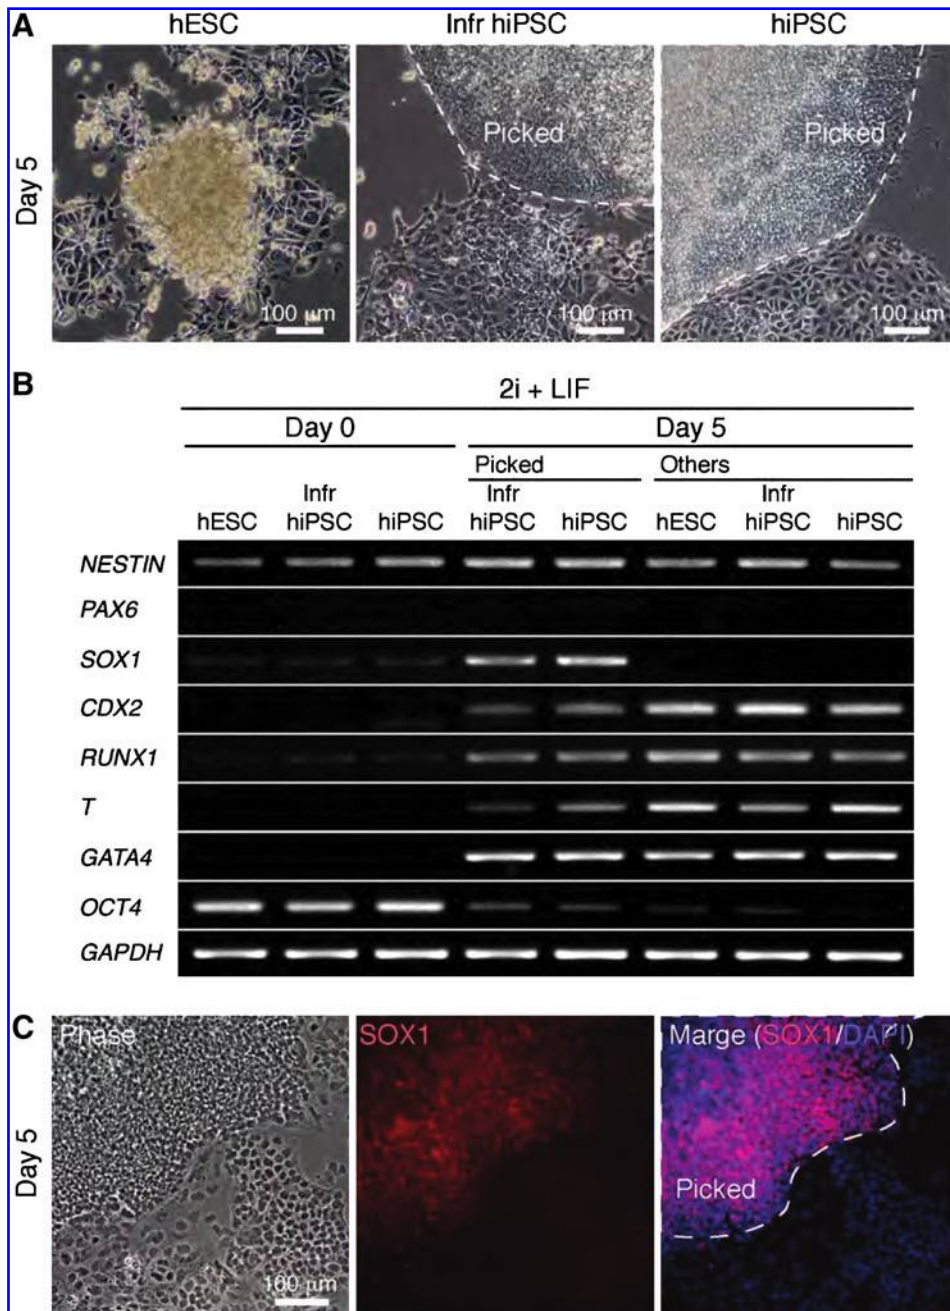 A
hESC
Infr hiPSC
hiPSC
Day 5
Picked
Picked
100 μm
100 μm
100 μm
B
2i + LIF
Day 0
Day 5
Picked
Others
Infr
Infr
Infr
hESC
hiPSC
hiPSC
hiPSC
hiPSC
hESC
hiPSC
hiPSC
NESTIN
PAX6
SOX1
CDX2
RUNX1
T
GATA4
OCT4
GAPDH
C
Day 5
Phase
SOX1
Marge (SOX1/DAPI)
Picked
100 μm